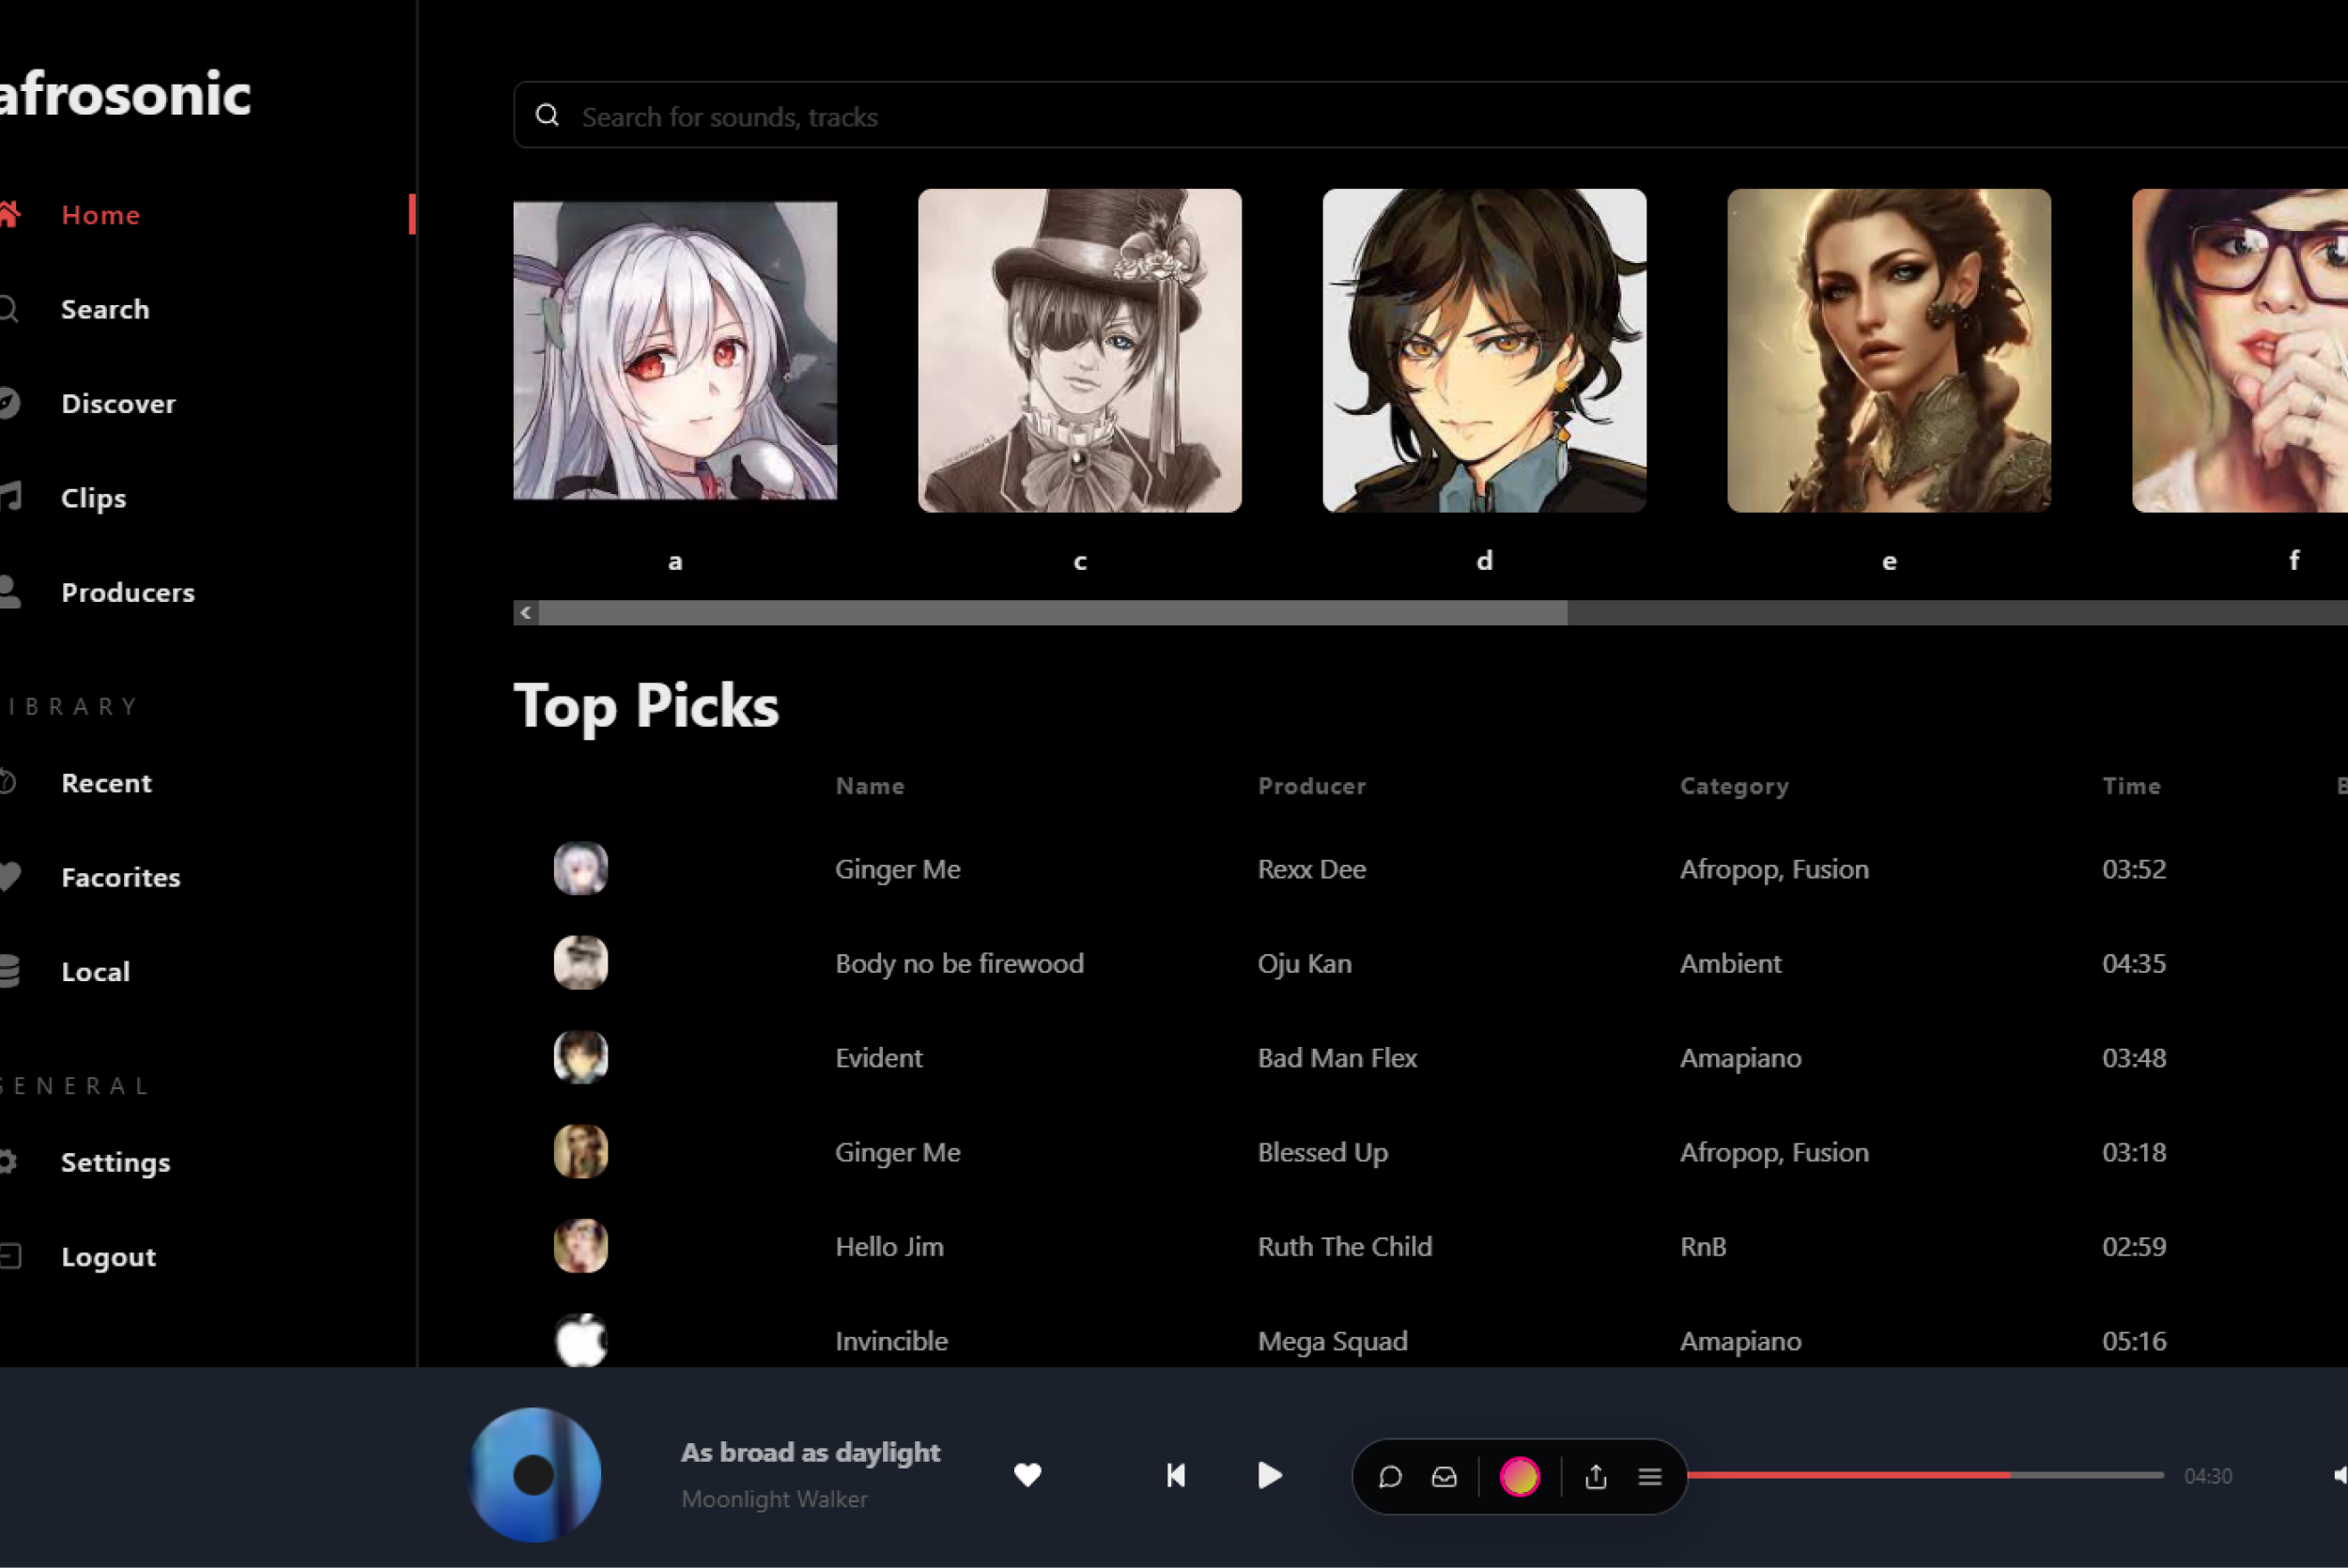 afrosonic
Search for sounds, tracks
Home
Search
Discover
Clips
Producers
a c d e f
IBRARY
Top Picks
Name Producer Category Time
Recent
Ginger Me Rexx Dee Afropop, Fusion 03:52
Facorites
Body no be firewood Oju Kan Ambient 04:35
Local
Evident Bad Man Flex Amapiano 03:48
GENERAL
Ginger Me Blessed Up Afropop, Fusion 03:18
Settings
Hello Jim Ruth The Child RnB 02:59
Logout
Invincible Mega Squad Amapiano 05:16
As broad as daylight
Moonlight Walker
04:30